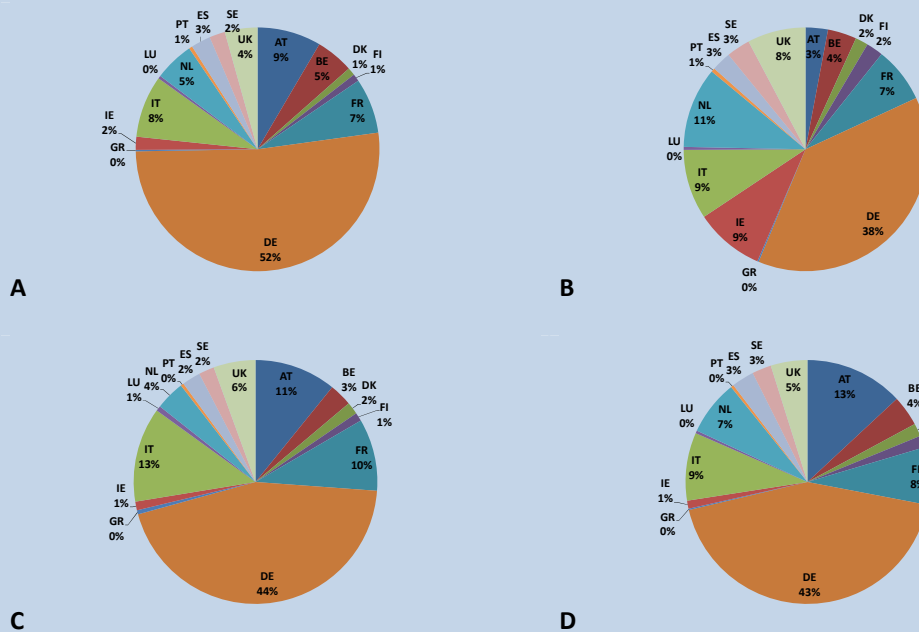 AT
9%
BE
5%
DK
1%
FI
1%
FR
7%
DE
52%
GR
0%
IE
2%
IT
8%
LU
0%
NL
5%
PT
1%
ES
3%
SE
2%
UK
4%
A
AT
3%
BE
4%
DK
2%
FI
2%
FR
7%
DE
38%
GR
0%
IE
9%
IT
9%
LU
0%
NL
11%
PT
1%
ES
3%
SE
3%
UK
8%
B
AT
11%
BE
3%
DK
2%
FI
1%
FR
10%
DE
44%
GR
0%
IE
1%
IT
13%
LU
1%
NL
4%
PT
0%
ES
2%
SE
2%
UK
6%
C
AT
13%
BE
4%
8%
DE
43%
GR
0%
IE
1%
IT
9%
LU
0%
NL
7%
PT
0%
ES
3%
SE
3%
UK
5%
D